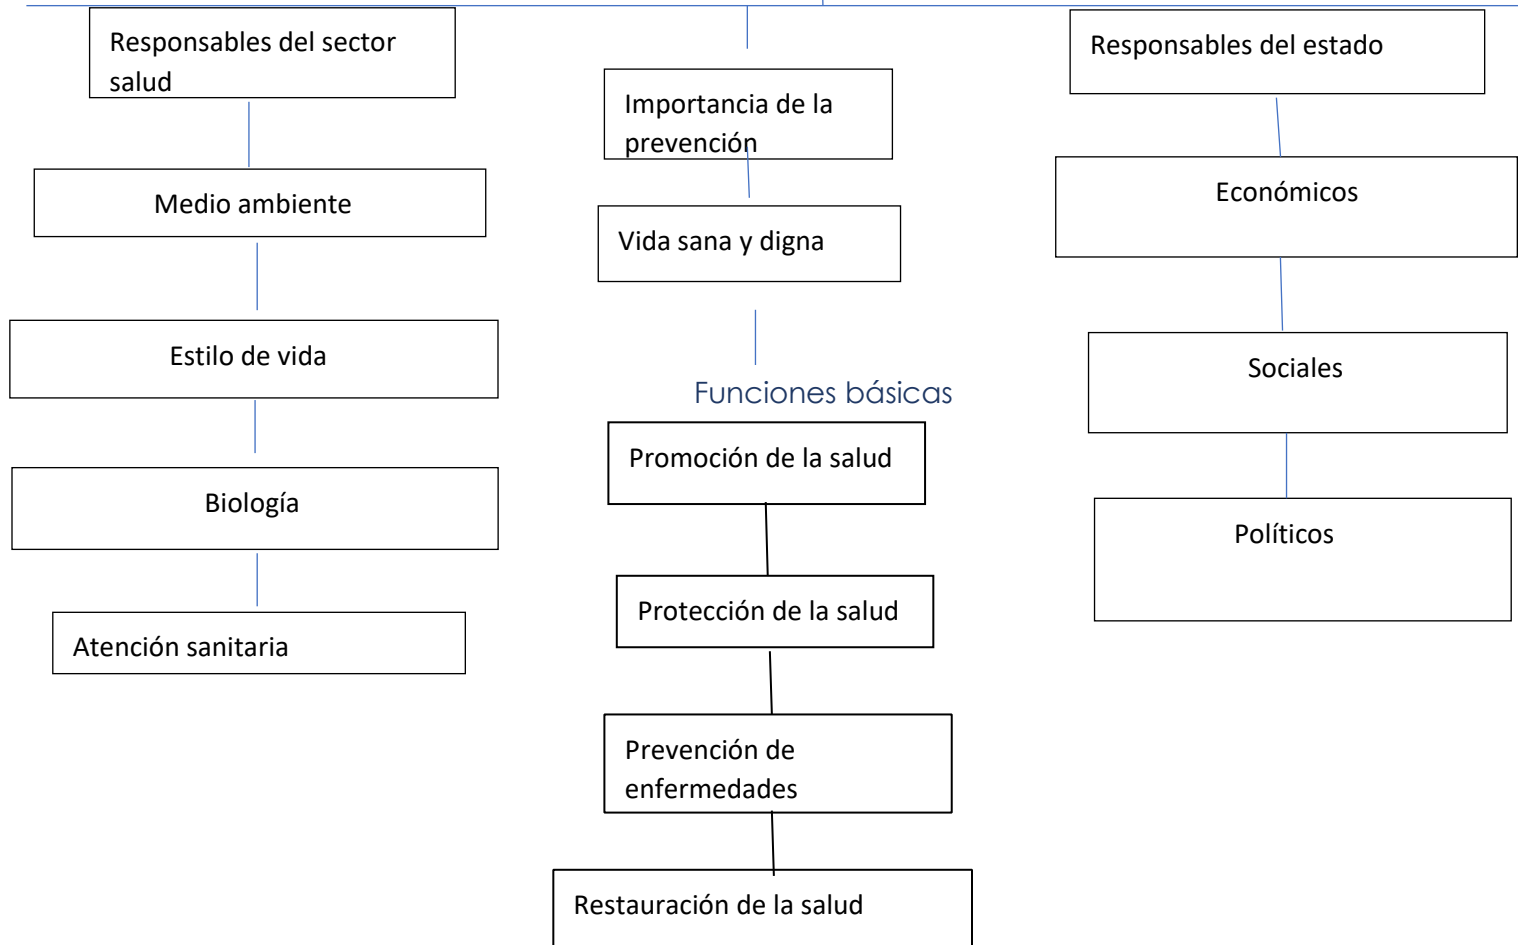 Responsables del sector
salud
Medio ambiente
Estilo de vida
Biología
Atención sanitaria
Importancia de la
prevención
Vida sana y digna
Funciones básicas
Promoción de la salud
Protección de la salud
Prevención de
enfermedades
Restauración de la salud
Responsables del estado
Económicos
Sociales
Políticos